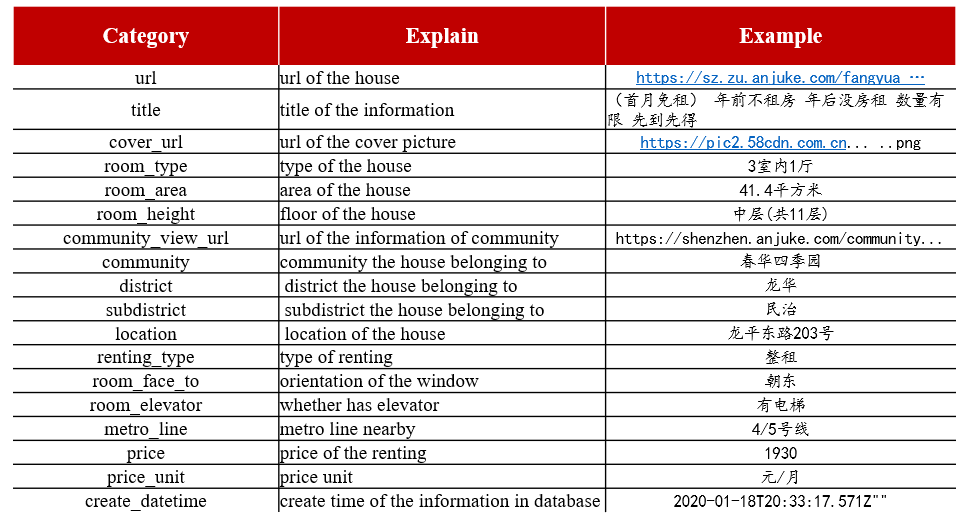 Category Explain Example
url url of the house https://sz.zu.anjuke.com/fangyua …
title title of the information （首月免租） 年前不租房 年后没房租 数量有
限 先到先得
cover_url url of the cover picture https://pic2.58cdn.com.cn... ...png
room_type type of the house 3室内1厅
room_area area of the house 41.4平方米
room_height floor of the house 中层(共11层)
community_view_url url of the information of community https://shenzhen.anjuke.com/community...
community community the house belonging to 春华四季园
district district the house belonging to 龙华
subdistrict subdistrict the house belonging to 民治
location location of the house 龙平东路203号
renting_type type of renting 整租
room_face_to orientation of the window 朝东
room_elevator whether has elevator 有电梯
metro_line metro line nearby 4/5号线
price price of the renting 1930
price_unit price unit 元/月
create_datetime create time of the information in database 2020-01-18T20:33:17.571Z""